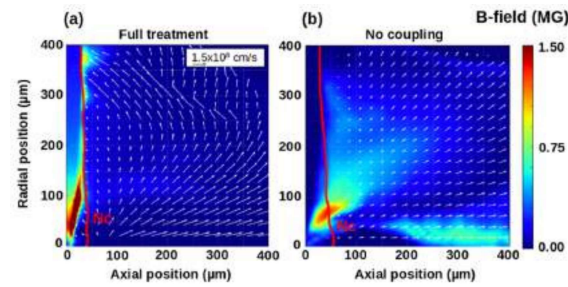 (a) Full treatment
(b) No coupling
B-field (MG)
1.5x10⁸ cm/s
Radial position (µm)
400
300
200
100
0
Nc
0 100 200 300 400
Axial position (µm)
400
300
200
100
0
0 100 200 300 400
Axial position (µm)
1.50
0.75
0.00